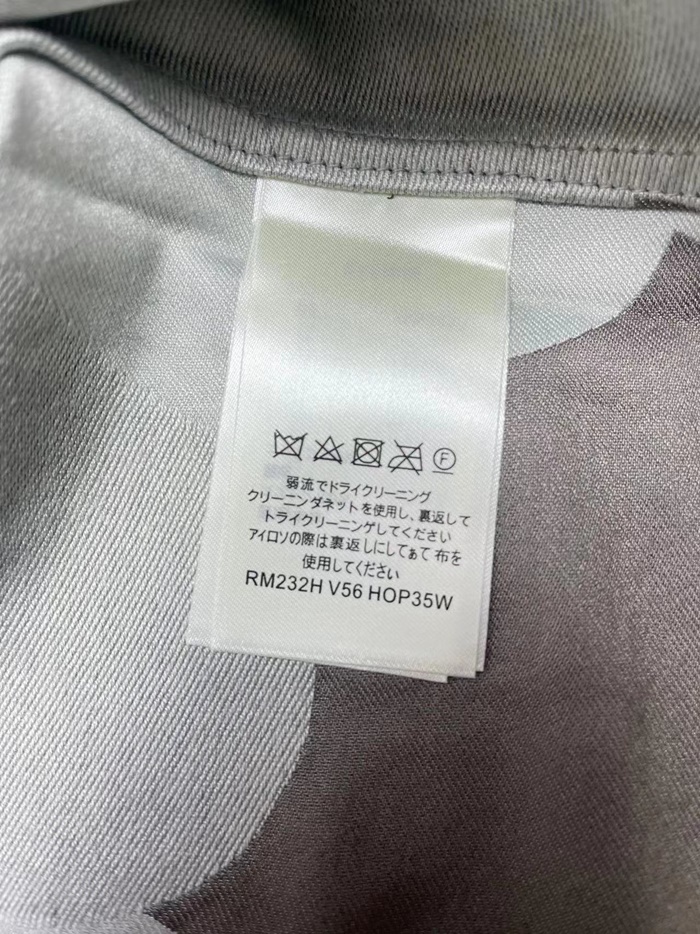 F
弱流でドライクリーニング
クリーニンダネットを使用し、裏返して
トライクリーニンゲしてください
アイロソの際は裏返しにしてぁて布を
使用してください
RM232H V56 HOP35W